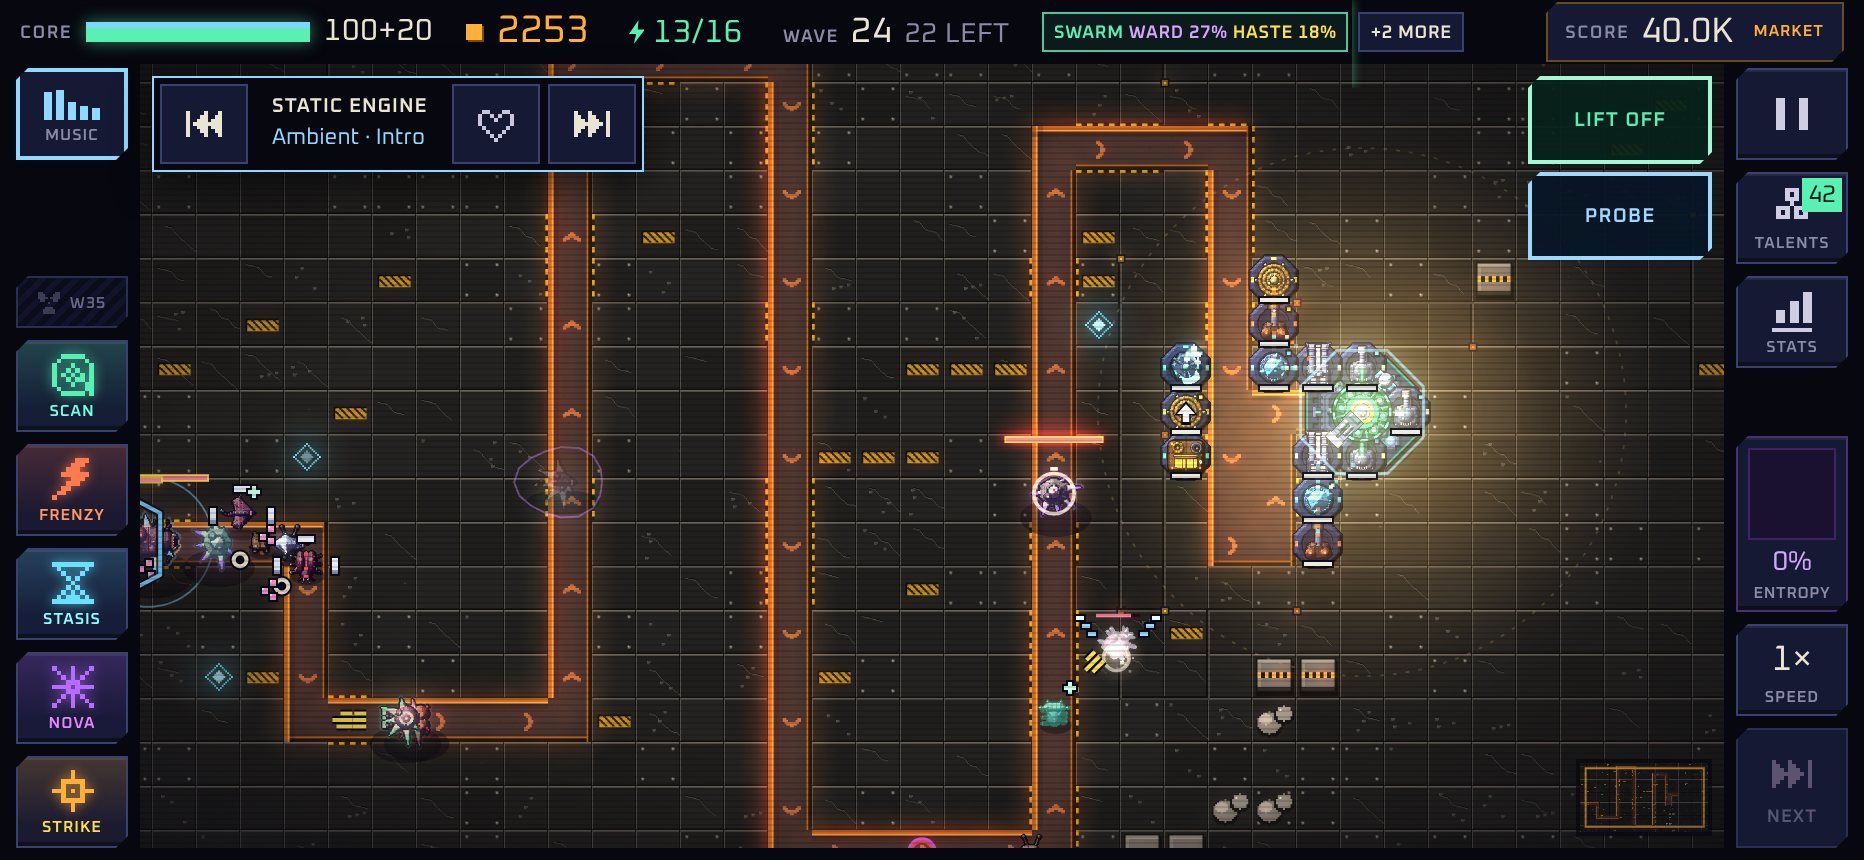 CORE 100+20 2253 13/16 WAVE 24 22 LEFT SWARM WARD 27% HASTE 18% +2 MORE SCORE 40.0K MARKET
MUSIC
STATIC ENGINE
Ambient · Intro
LIFT OFF
PROBE
42
TALENTS
STATS
W35
SCAN
FRENZY
STASIS
NOVA
STRIKE
0%
ENTROPY
1×
SPEED
NEXT